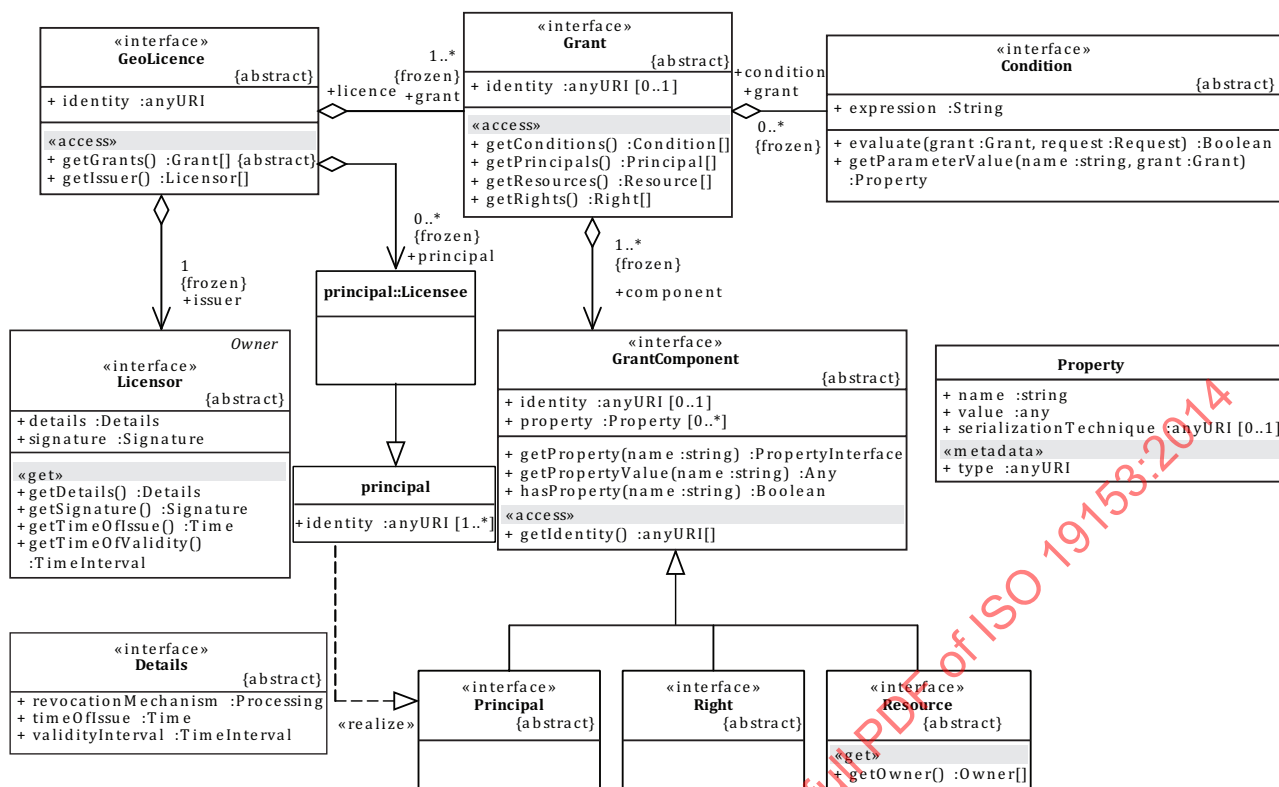 «interface»
GeoLicence
{abstract}
+ identity :anyURI
«access»
+ getGrants() :Grant[] {abstract}
+ getIssuer() :Licensor[]
+licence
1..*
{frozen}
+grant
«interface»
Grant
{abstract}
+ identity :anyURI [0..1]
«access»
+ getConditions() :Condition[]
+ getPrincipals() :Principal[]
+ getResources() :Resource[]
+ getRights() :Right[]
+condition
+grant
0..*
{frozen}
«interface»
Condition
{abstract}
+ expression :String
+ evaluate(grant :Grant, request :Request) :Boolean
+ getParameterValue(name :string, grant :Grant)
:Property
0..*
{frozen}
+principal
1
{frozen}
+issuer
1..*
{frozen}
+component
principal::Licensee
Owner
«interface»
Licensor
{abstract}
+ details :Details
+ signature :Signature
«get»
+ getDetails() :Details
+ getSignature() :Signature
+ getTimeOfIssue() :Time
+ getTimeOfValidity()
:TimeInterval
principal
+ identity :anyURI [1..*]
«interface»
GrantComponent
{abstract}
+ identity :anyURI [0..1]
+ property :Property [0..*]
+ getProperty(name :string) :PropertyInterface
+ getPropertyValue(name :string) :Any
+ hasProperty(name :string) :Boolean
«access»
+ getIdentity() :anyURI[]
Property
+ name :string
+ value :any
+ serializationTechnique :anyURI [0..1]
«metadata»
+ type :anyURI
«interface»
Details
{abstract}
+ revocationMechanism :Processing
+ timeOfIssue :Time
+ validityInterval :TimeInterval
«realize»
«interface»
Principal
{abstract}
«interface»
Right
{abstract}
«interface»
Resource
{abstract}
«get»
+ getOwner() :Owner[]
full PDF of ISO 19153:2014